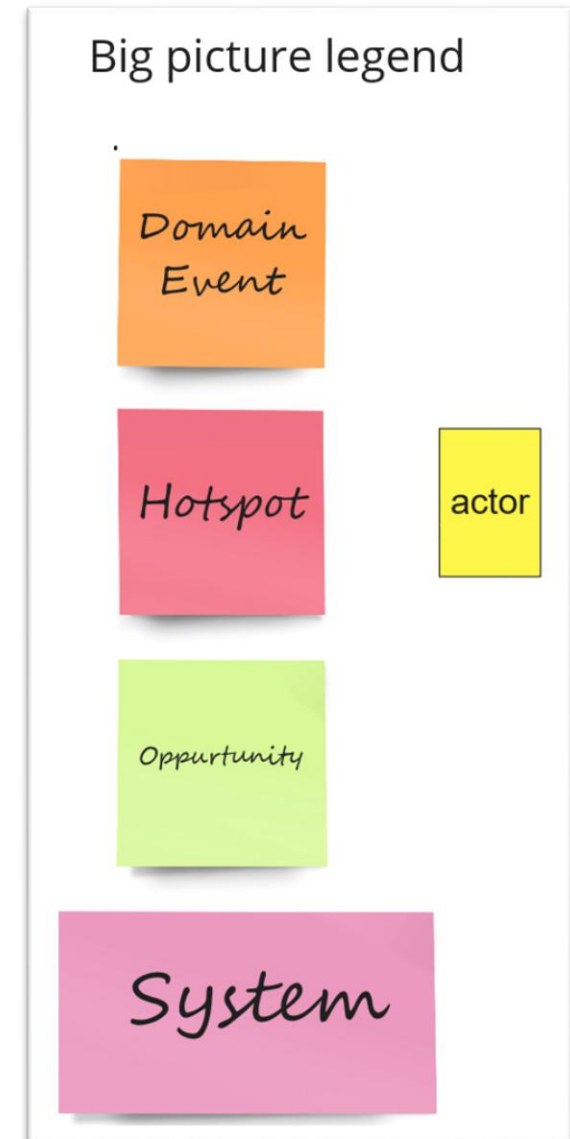 Big picture legend
Domain
Event
Hotspot
actor
Oppurtunity
System